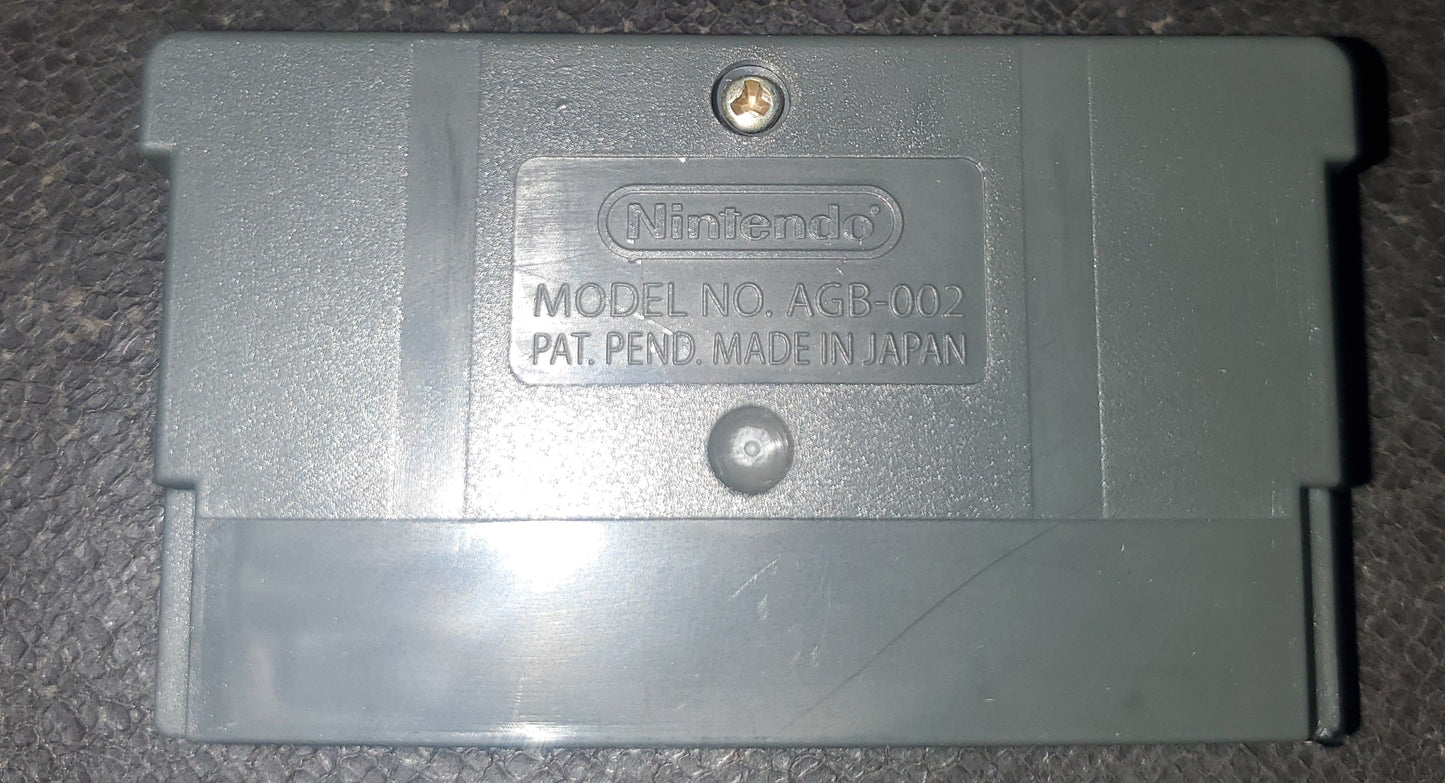 Nintendo®
MODEL NO. AGB-002
PAT. PEND. MADE IN JAPAN